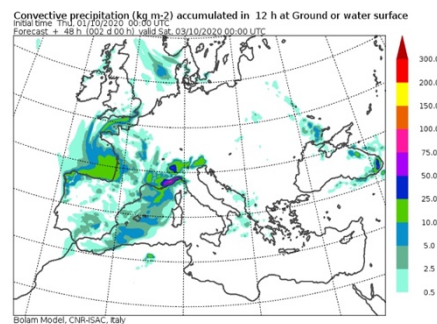 Convective precipitation (kg m-2) accumulated in 12 h at Ground or water surface
Initial time Thu, 01/10/2020 00:00 UTC
Forecast + 48 h (002 d 00 h) valid Sat, 03/10/2020 00:00 UTC
300.0
200.0
150.0
100.0
75.0
50.0
25.0
10.0
5.0
2.5
0.5
Bolam Model, CNR-ISAC, Italy